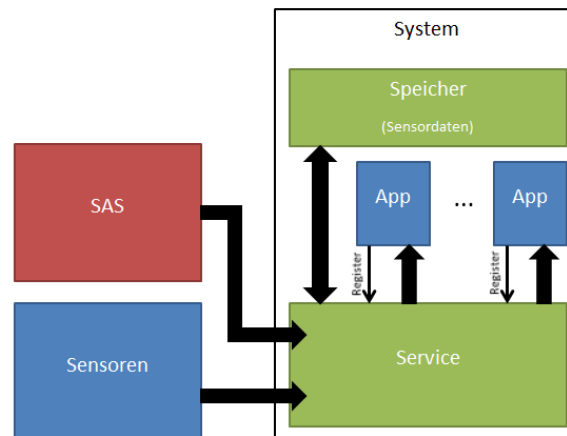 System
Speicher
(Sensordaten)
SAS
App
...
App
Register
Register
Sensoren
Service